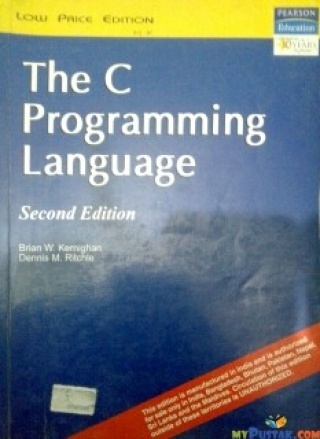 LOW PRICE EDITION
PEARSON
Education
10 YEARS
The C
Programming
Language
Second Edition
Brian W. Kernighan
Dennis M. Ritchie
This edition is manufactured in India and is authorized
for sale only in India, Bangladesh, Bhutan, Pakistan, Nepal,
Sri Lanka and the Maldives. Circulation of this edition
outside of these territories is UNAUTHORIZED.
MYPUSTAK.COM